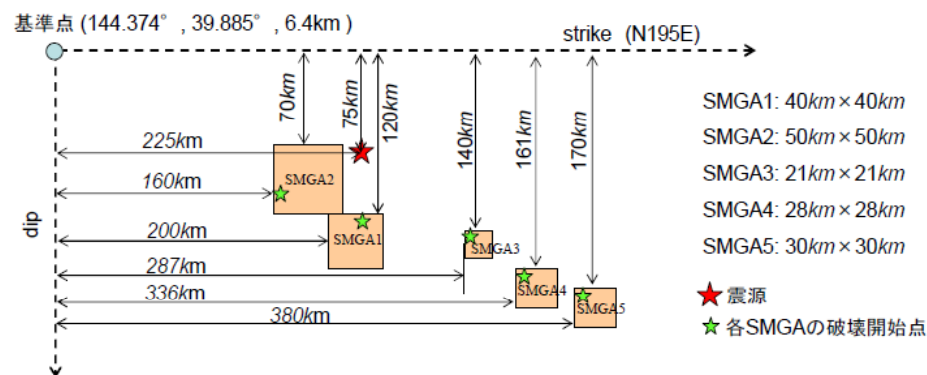 基準点 (144.374°, 39.885°, 6.4km )
strike (N195E)
70km
75km
120km
140km
161km
170km
225km
160km
200km
287km
336km
380km
dip
SMGA2
SMGA1
SMGA3
SMGA4
SMGA5
SMGA1: 40km×40km
SMGA2: 50km×50km
SMGA3: 21km×21km
SMGA4: 28km×28km
SMGA5: 30km×30km
震源
各SMGAの破壊開始点